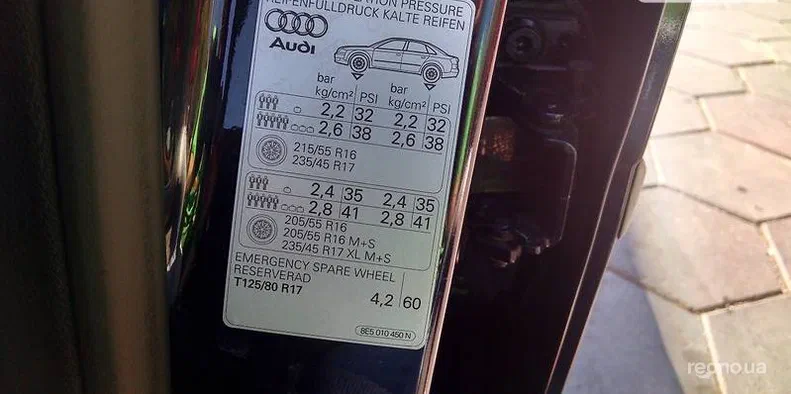 PRESSURE
REIFENFÜLLDRUCK KALTE REIFEN
Audi
bar bar
kg/cm² PSI kg/cm² PSI
2,2 32 2,2 32
2,6 38 2,6 38
215/55 R16
235/45 R17
2,4 35 2,4 35
2,8 41 2,8 41
205/55 R16
205/55 R16 M+S
235/45 R17 XL M+S
EMERGENCY SPARE WHEEL
RESERVERAD
T125/80 R17
4,2 60
8E5 010 450 N